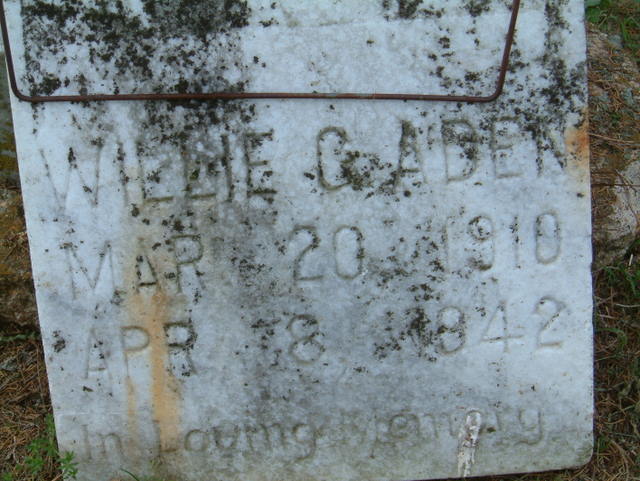 WILLIE C. ADEN
MAR 20, 1910
APR 8, 1942
In Loving Memory